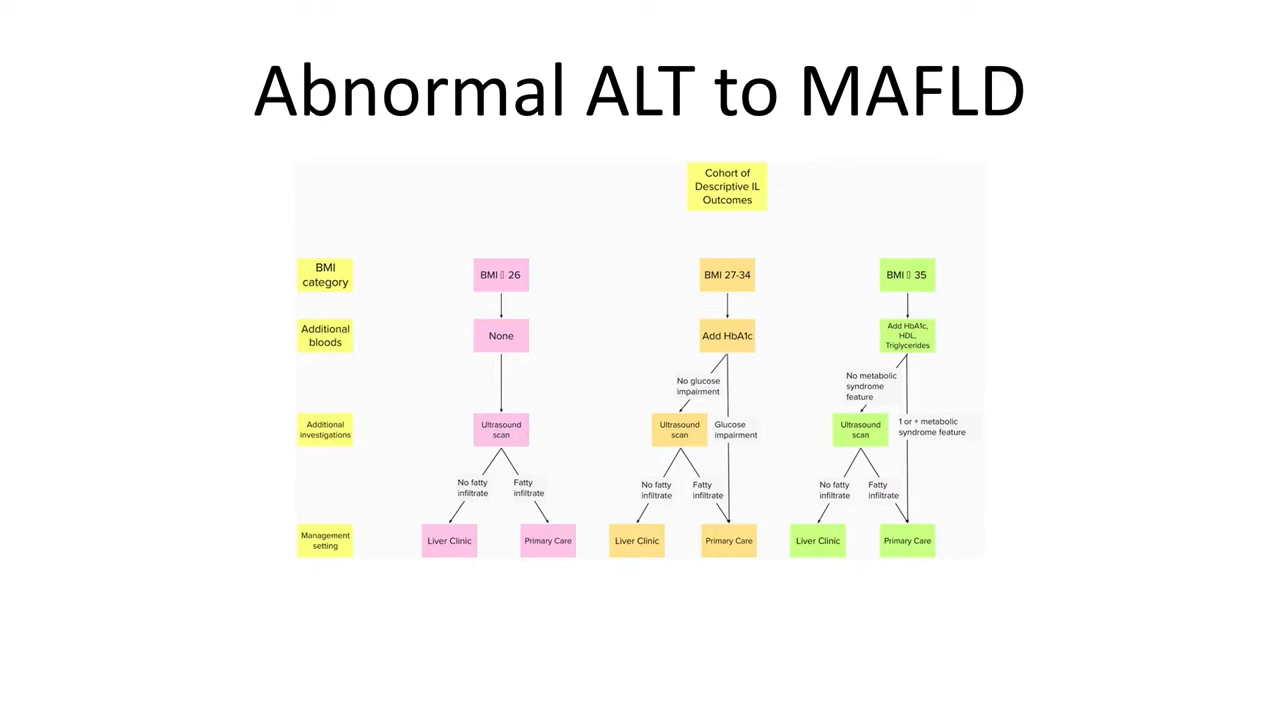 Abnormal ALT to MAFLD
Cohort of
Descriptive IL
Outcomes
BMI
category
BMI 26
BMI 27-34
BMI 35
Additional
bloods
None
Add HbA1c
Add HbA1c,
HDL,
Triglycerides
No glucose
impairment
No metabolic
syndrome
feature
Additional
investigations
Ultrasound
scan
Ultrasound
scan
Glucose
impairment
Ultrasound
scan
1 or + metabolic
syndrome feature
No fatty
infiltrate
Fatty
infiltrate
No fatty
infiltrate
Fatty
infiltrate
No fatty
infiltrate
Fatty
infiltrate
Management
setting
Liver Clinic
Primary Care
Liver Clinic
Primary Care
Liver Clinic
Primary Care